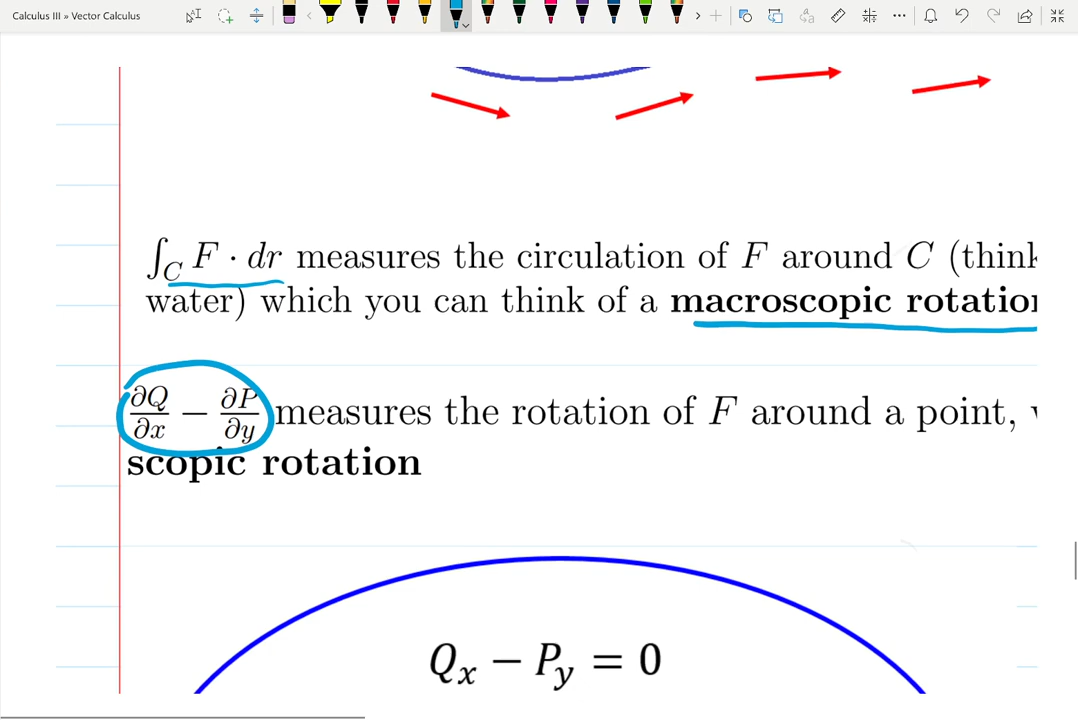 Calculus III » Vector Calculus
∫_C F · dr measures the circulation of F around C (think
water) which you can think of a macroscopic rotation
∂Q/∂x − ∂P/∂y measures the rotation of F around a point,
scopic rotation
Q_x − P_y = 0